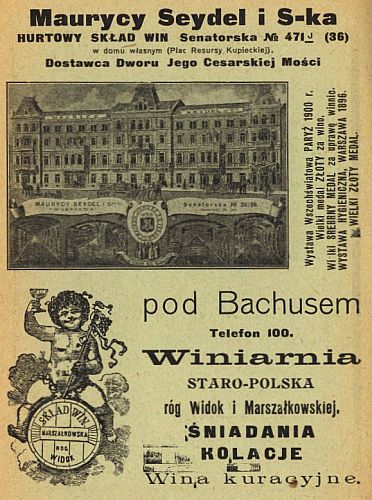 Maurycy Seydel i S-ka
HURTOWY SKŁAD WIN Senatorska № 471J (36)
w domu własnym (Plac Resursy Kupieckiej).
Dostawca Dworu Jego Cesarskiej Mości
MAURYCY SEYDEL i S-ka
Senatorska № 36/38.
Wystawa Wszechświatowa PARYŻ 1900 r.
Wielki medal ZŁOTY za wino.
Wielki SREBRNY MEDAL za uprawę winnic.
WYSTAWA HYGIENICZNA, WARSZAWA 1896.
WIELKI ZŁOTY MEDAL.
pod Bachusem
Telefon 100.
Winiarnia
STARO-POLSKA
róg Widok i Marszałkowskiej.
ŚNIADANIA
KOLACJE
Wina kuracyjne.
SKŁAD WIN
MARSZAŁKOWSKA
RÓG
WIDOK